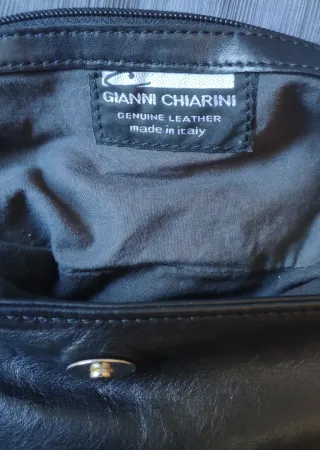 GIANNI CHIARINI
GENUINE LEATHER
made in italy